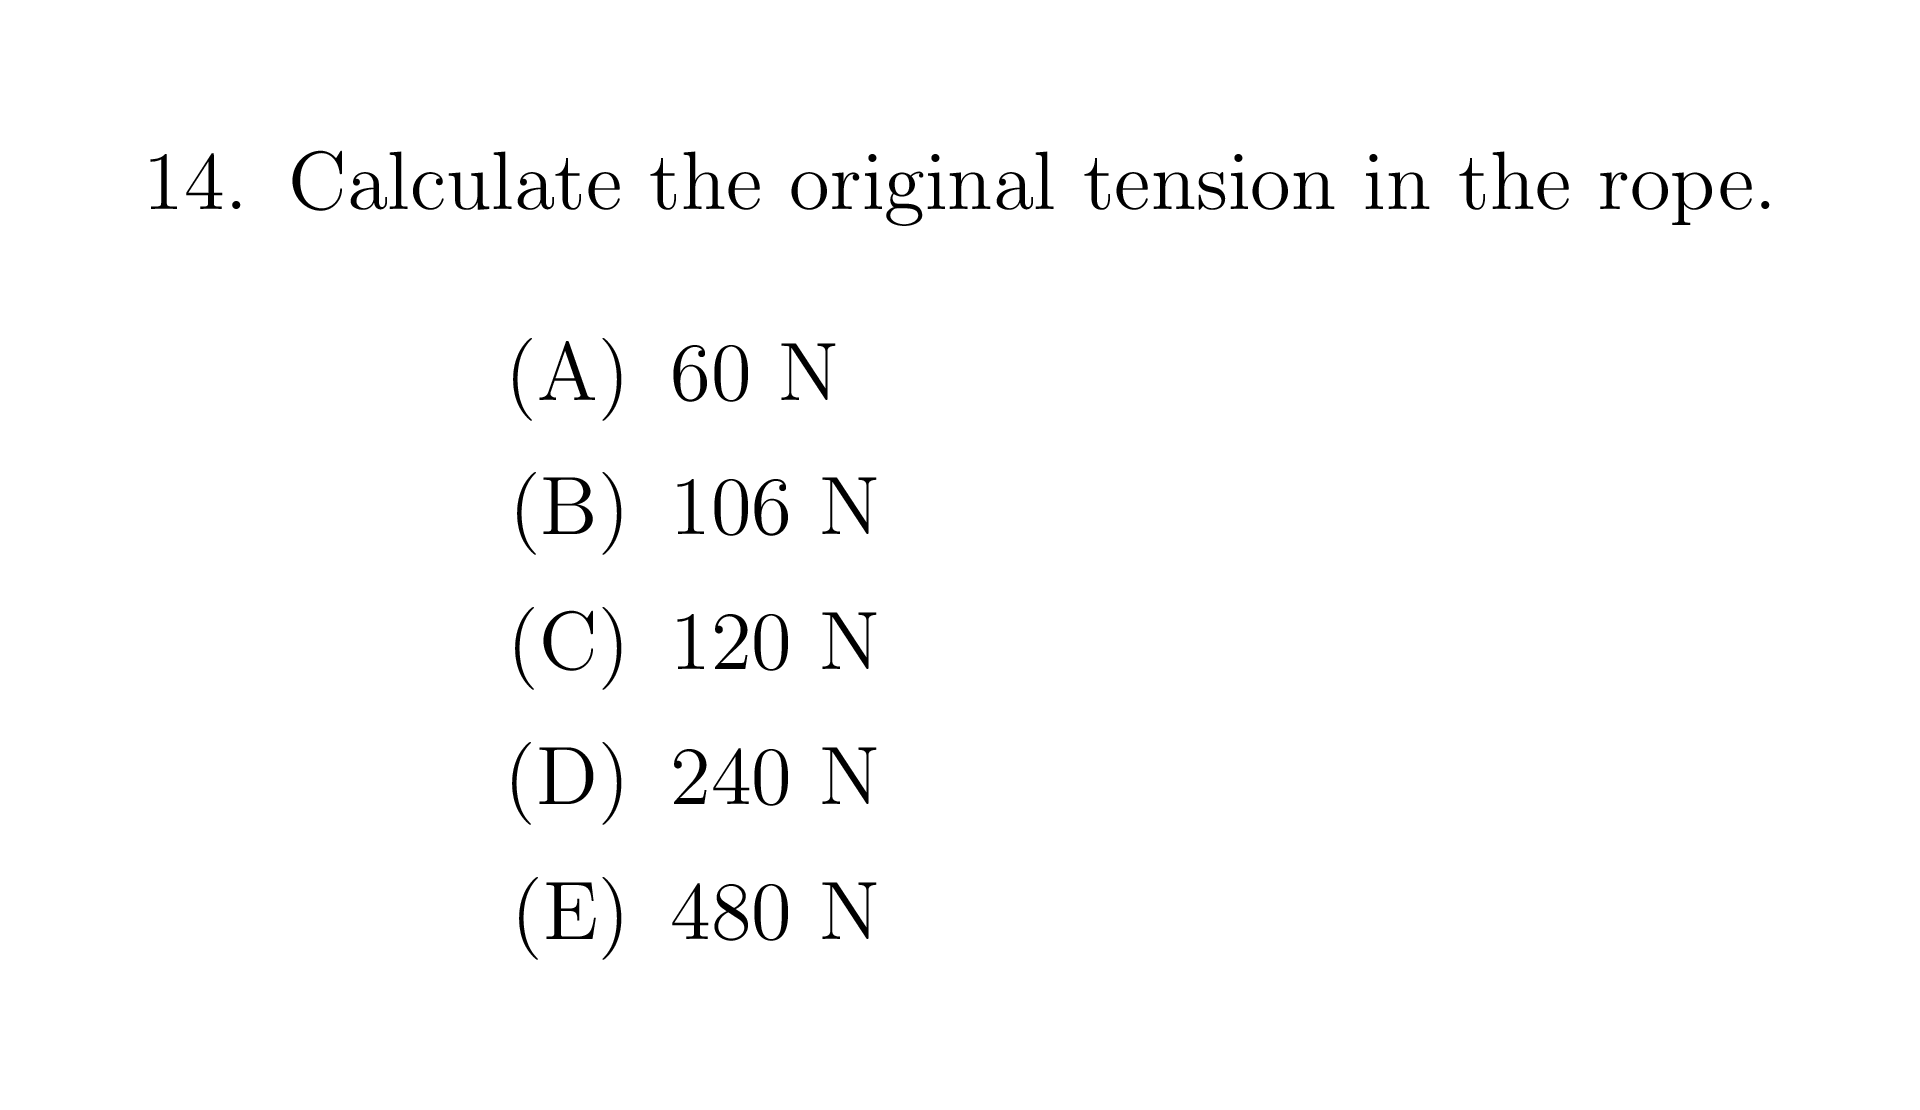 14. Calculate the original tension in the rope.
(A) 60 N
(B) 106 N
(C) 120 N
(D) 240 N
(E) 480 N